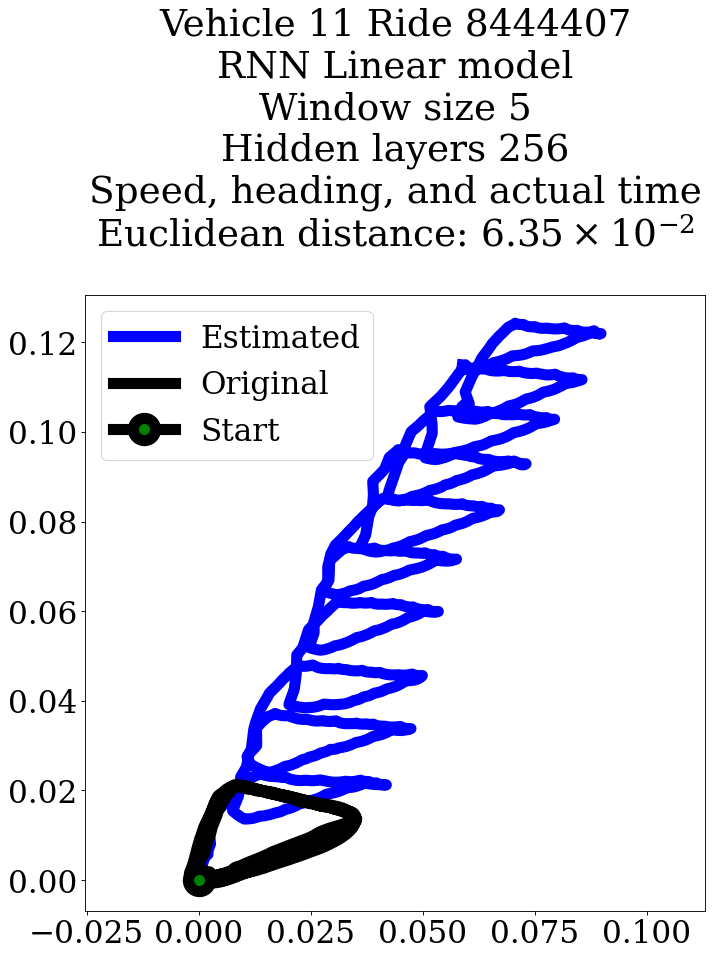 Vehicle 11 Ride 8444407
RNN Linear model
Window size 5
Hidden layers 256
Speed, heading, and actual time
Euclidean distance: 6.35 × 10⁻²
Estimated
Original
Start
0.12
0.10
0.08
0.06
0.04
0.02
0.00
−0.025 0.000 0.025 0.050 0.075 0.100